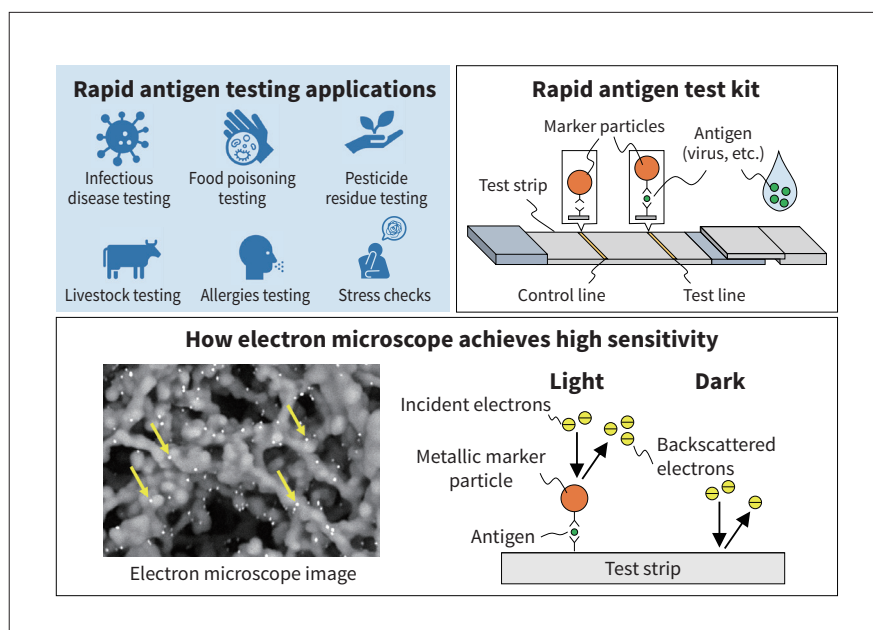 Rapid antigen testing applications
Infectious
disease testing
Food poisoning
testing
Pesticide
residue testing
Livestock testing
Allergies testing
Stress checks
Rapid antigen test kit
Marker particles
Antigen
(virus, etc.)
Test strip
Control line
Test line
How electron microscope achieves high sensitivity
Electron microscope image
Light
Dark
Incident electrons
Backscattered
electrons
Metallic marker
particle
Antigen
Test strip